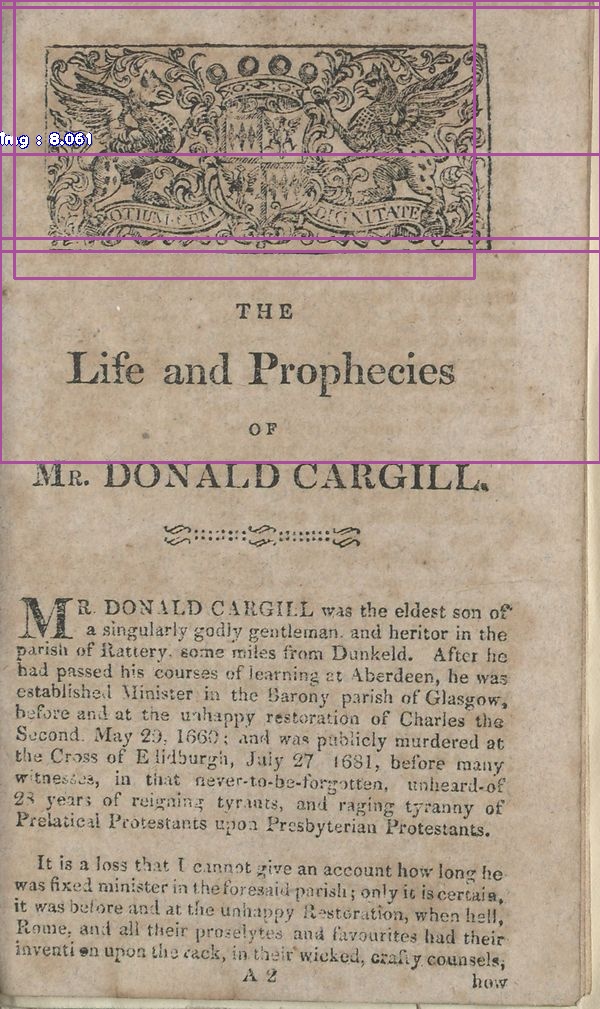 Img : 8.061
OTIUM CUM DIGNITATE
THE
Life and Prophecies
OF
MR. DONALD CARGILL.
MR. DONALD CARGILL was the eldest son of
a singularly godly gentleman. and heritor in the
parish of Rattery, some miles from Dunkeld. After he
had passed his courses of learning at Aberdeen, he was
established Minister in the Barony parish of Glasgow,
before and at the unhappy restoration of Charles the
Second, May 29, 1660; and was publicly murdered at
the Cross of Edidburgh, July 27 1681, before many
witnesses, in that never-to-be-forgotten, unheard-of
28 years of reigning tyrants, and raging tyranny of
Prelatical Protestants upon Presbyterian Protestants.
It is a loss that I cannot give an account how long he
was fixed minister in the foresaid parish; only it is certain,
it was before and at the unhappy Restoration, when hell,
Rome, and all their proselytes and favourites had their
invention upon the rack, in their wicked, crafty counsels,
A 2
how